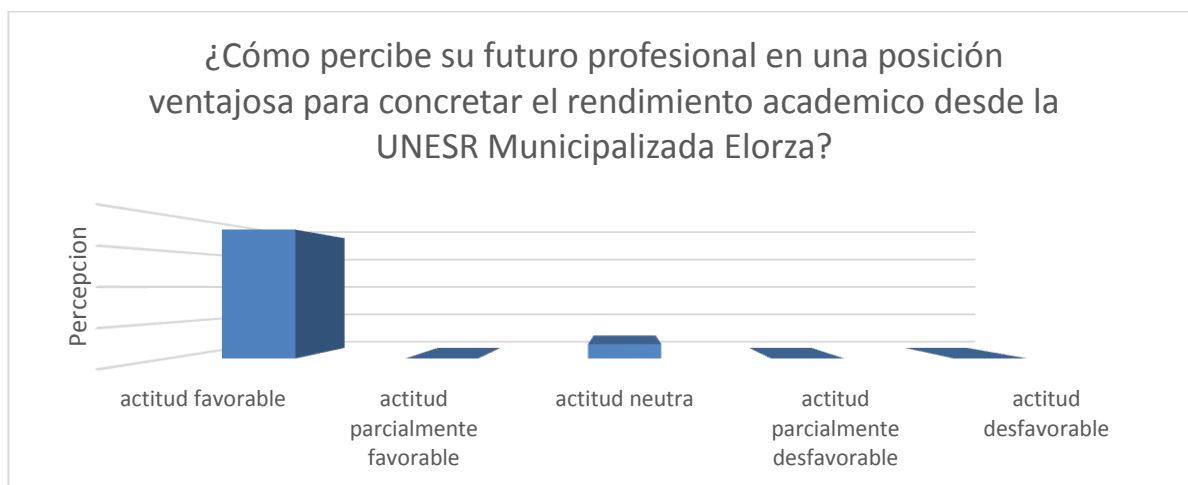 ¿Cómo percibe su futuro profesional en una posición
ventajosa para concretar el rendimiento academico desde la
UNESR Municipalizada Elorza?
Percepcion
actitud favorable
actitud
parcialmente
favorable
actitud neutra
actitud
parcialmente
desfavorable
actitud
desfavorable